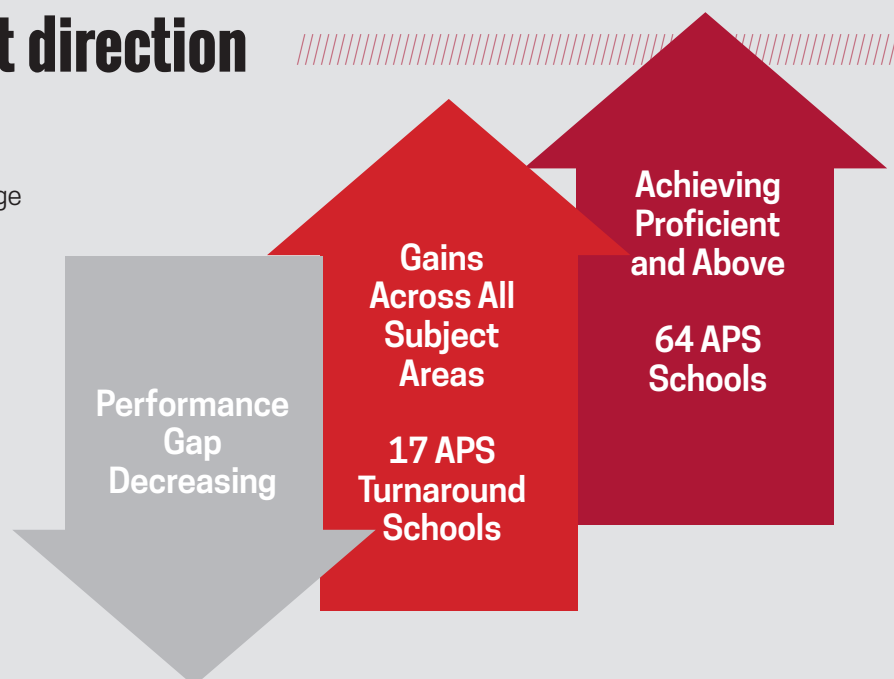 t direction
ge
Performance
Gap
Decreasing
Gains
Across All
Subject
Areas
17 APS
Turnaround
Schools
Achieving
Proficient
and Above
64 APS
Schools